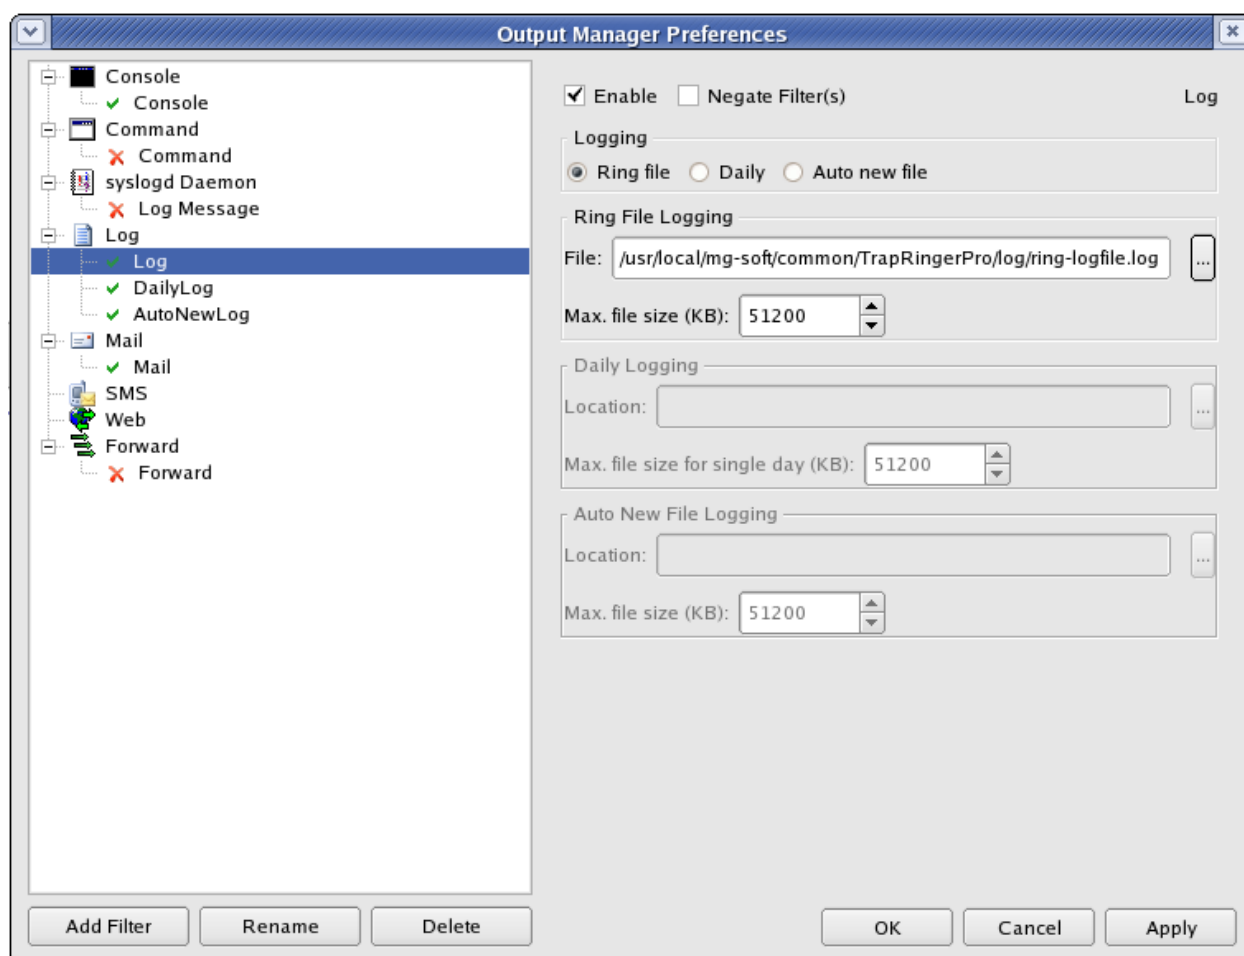 Output Manager Preferences
Console
Console
Command
Command
syslogd Daemon
Log Message
Log
Log
DailyLog
AutoNewLog
Mail
Mail
SMS
Web
Forward
Forward
Add Filter Rename Delete
Enable Negate Filter(s) Log
Logging
Ring file Daily Auto new file
Ring File Logging
File: /usr/local/mg-soft/common/TrapRingerPro/log/ring-logfile.log ...
Max. file size (KB): 51200
Daily Logging
Location: ...
Max. file size for single day (KB): 51200
Auto New File Logging
Location: ...
Max. file size (KB): 51200
OK Cancel Apply